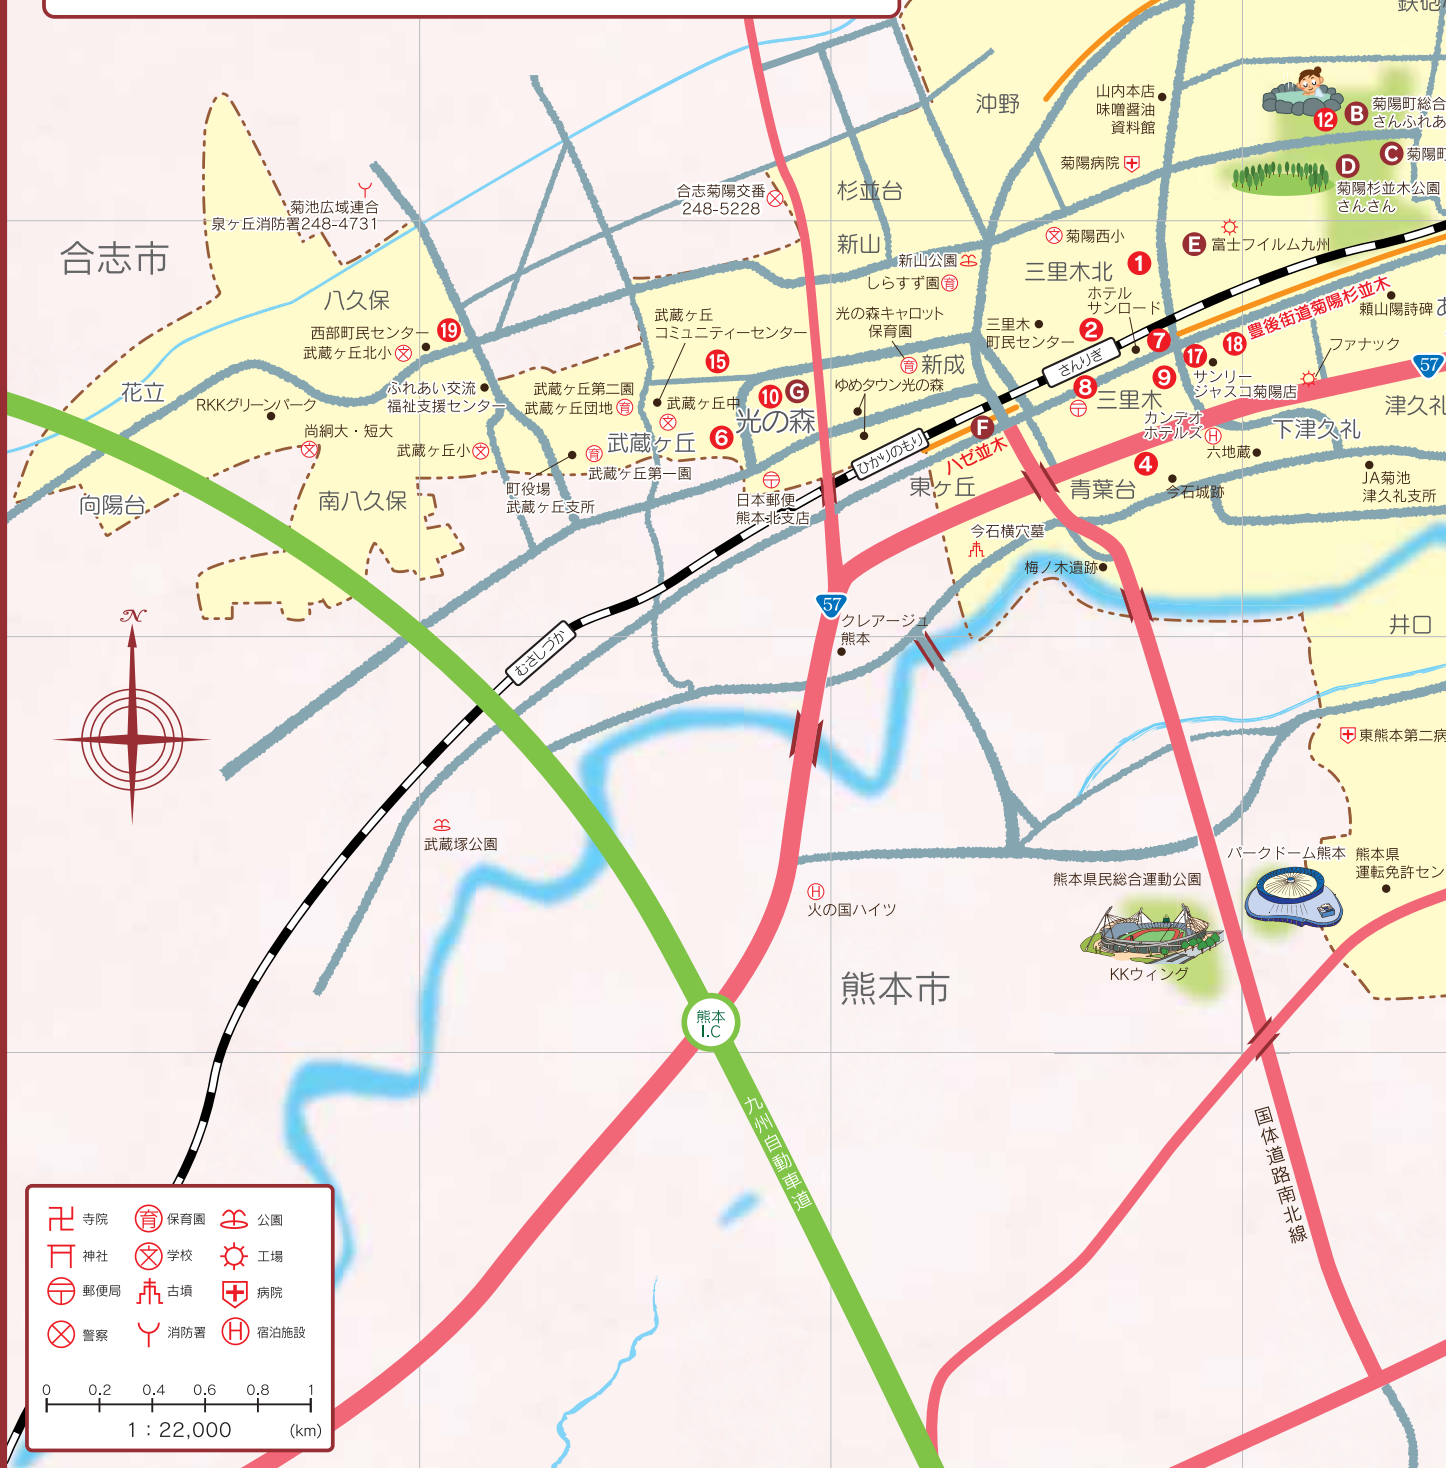 鉄砲
沖野
山内本店
味噌醤油
資料館
12
B
菊陽町総合
さんふれあ
菊陽病院
C
菊陽町
D
菊陽杉並木公園
さんさん
菊池広域連合
泉ヶ丘消防署248-4731
合志菊陽交番
248-5228
杉並台
合志市
新山
菊陽西小
E
富士フイルム九州
新山公園
しらすず園
三里木北
1
八久保
ホテル
サンロード
豊後街道菊陽杉並木
頼山陽詩碑
西部町民センター
19
武蔵ヶ丘北小
武蔵ヶ丘
コミュニティーセンター
光の森キャロット
保育園
三里木
町民センター
2
7
17
18
ファナック
さんりぎ
57
15
新成
9
サンリー
ジャスコ菊陽店
花立
RKKグリーンパーク
ふれあい交流
福祉支援センター
武蔵ヶ丘第二園
武蔵ヶ丘団地
武蔵ヶ丘中
10
G
ゆめタウン光の森
8
三里木
津久礼
尚絅大・短大
武蔵ヶ丘小
武蔵ヶ丘
6
光の森
F
カンデオ
ホテルズ
下津久礼
ひかりのもり
ハゼ並木
六地蔵
武蔵ヶ丘第一園
4
向陽台
南八久保
町役場
武蔵ヶ丘支所
日本郵便
熊本北支店
東ヶ丘
青葉台
今石城跡
JA菊池
津久礼支所
今石横穴墓
梅ノ木遺跡
57
クレアージュ
熊本
井口
N
むさしづか
東熊本第二病
武蔵塚公園
パークドーム熊本
熊本県
運転免許セン
熊本県民総合運動公園
火の国ハイツ
KKウィング
熊本市
熊本
I.C
九州自動車道
国体道路南北線
寺院
保育園
公園
神社
学校
工場
郵便局
古墳
病院
警察
消防署
宿泊施設
0 0.2 0.4 0.6 0.8 1
1：22,000 (km)